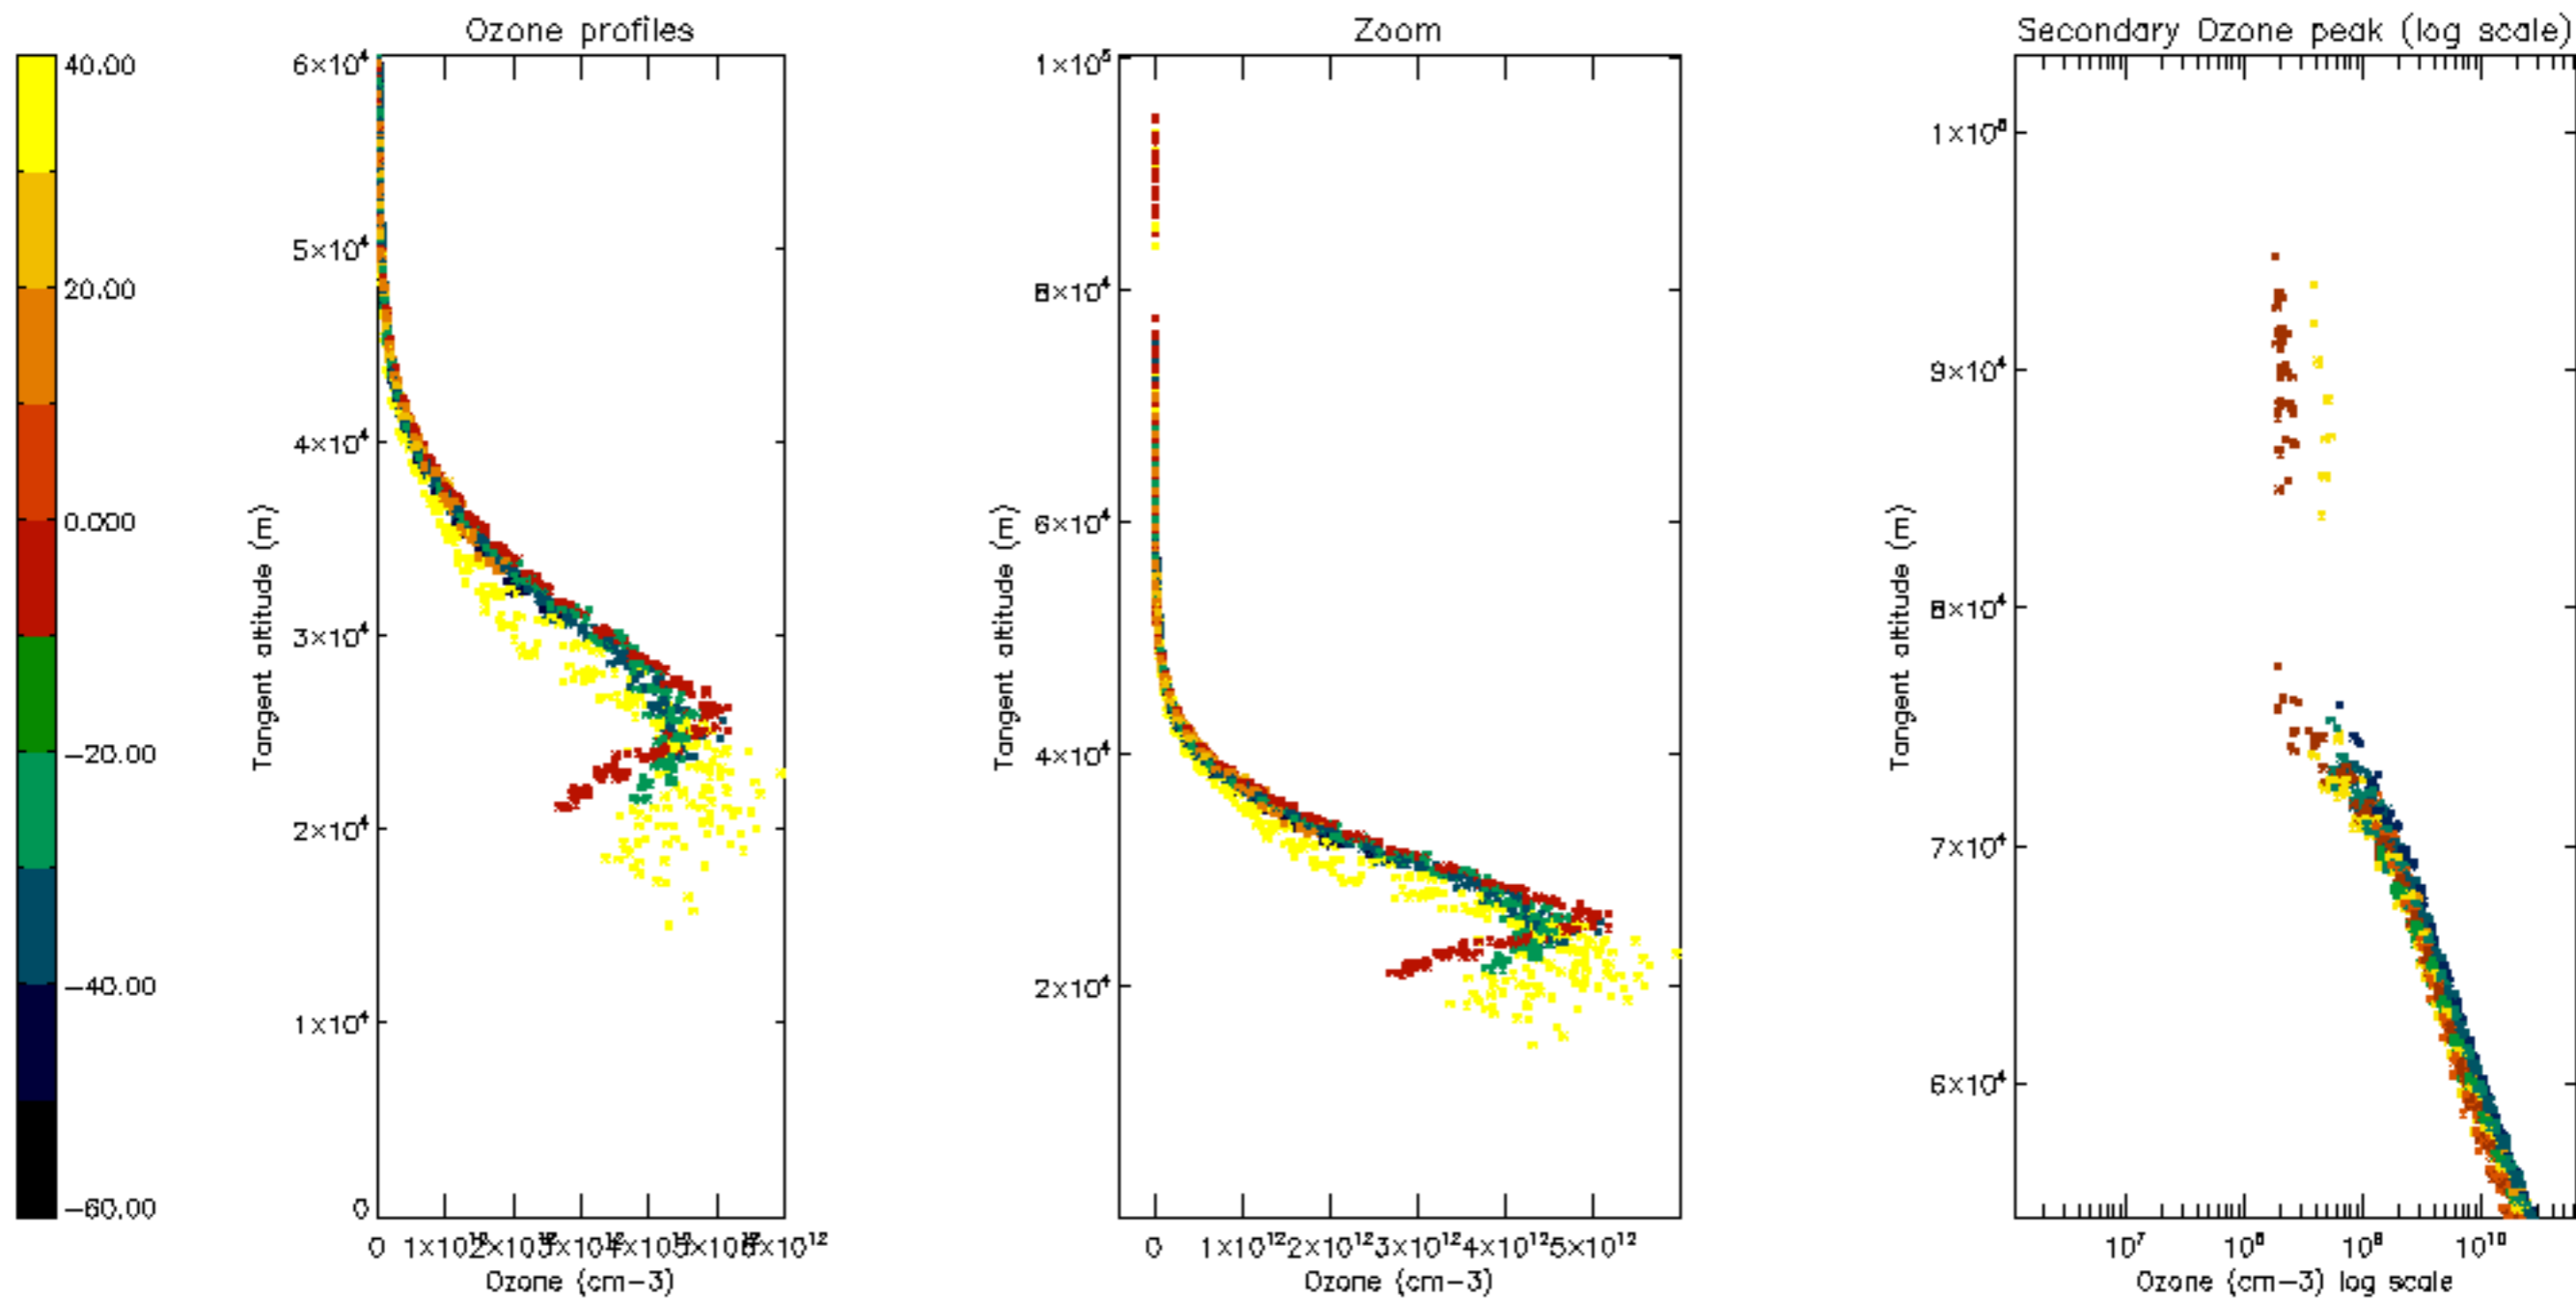 Ozone profiles
Zoom
Secondary Ozone peak (log scale)
40.00
20.00
0.000
−20.00
−40.00
−60.00
6×10⁴
5×10⁴
4×10⁴
3×10⁴
2×10⁴
1×10⁴
0
Tangent altitude (m)
0
Ozone (cm−3)
1×10⁵
8×10⁴
6×10⁴
4×10⁴
2×10⁴
Tangent altitude (m)
0 1×10¹² 2×10¹² 3×10¹² 4×10¹² 5×10¹²
Ozone (cm−3)
9×10⁴
8×10⁴
7×10⁴
6×10⁴
Tangent altitude (m)
10⁷ 10⁸ 10⁹ 10¹⁰
Ozone (cm−3) log scale